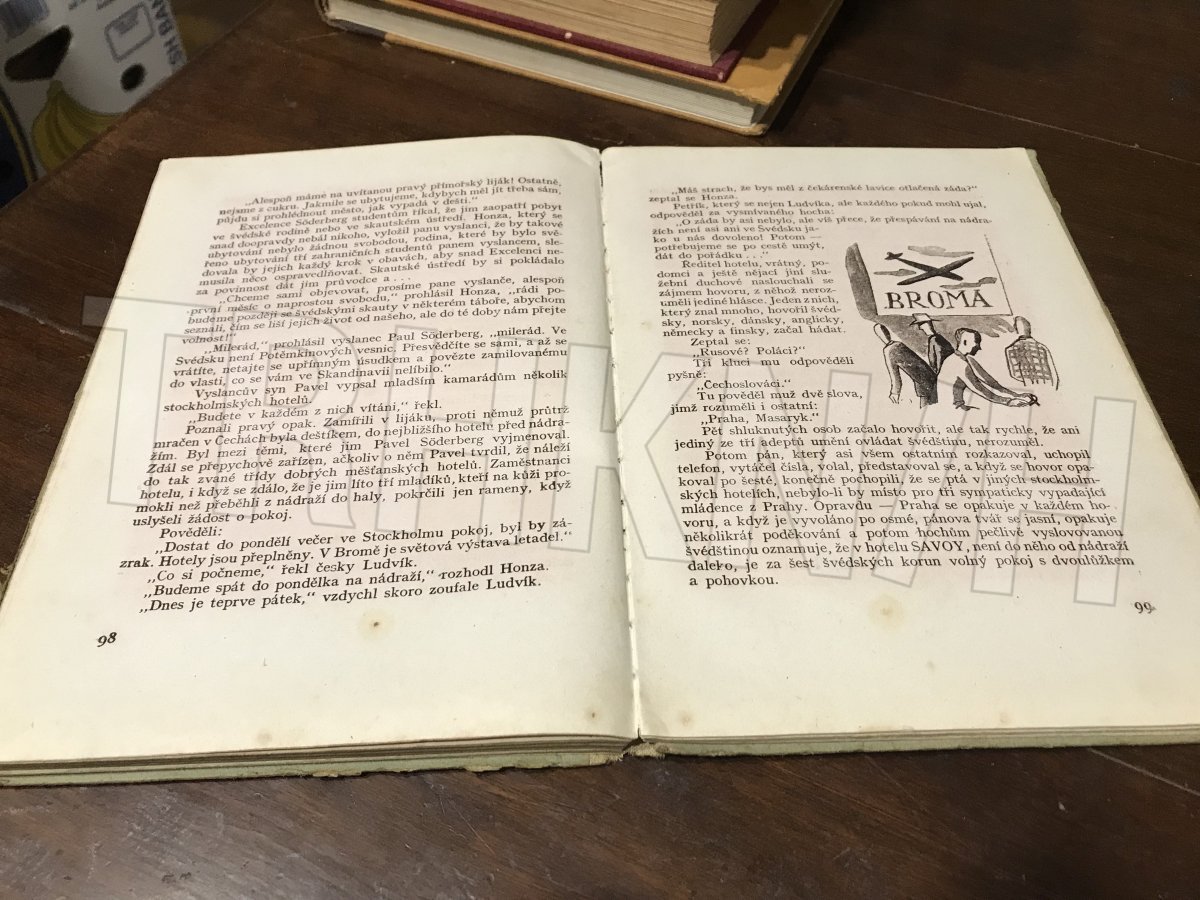 „Alespoň máme na uvítanou pravý přímořský liják! Ostatně,
nejsme z cukru. Jakmile se ubytujeme, kdybych měl jít třeba sám,
půjdu si prohlédnout město, jak vypadá v dešti.“
Excelence Söderberg studentům říkal, že jim zaopatří pobyt
ve švédské rodině nebo ve skautském ústředí. Honza, který se
snad doopravdy nebál nikoho, vyložil panu vyslanci, že by takové
ubytování nebylo žádnou svobodou, rodina, které by bylo svě-
řeno ubytování tří zahraničních studentů panem vyslancem, sle-
dovala by jejich každý krok v obavách, aby snad Excelenci ne-
musila něco ospravedlňovat. Skautské ústředí by si pokládalo
za povinnost dát jim průvodce a . . .
„Chceme sami objevovat, prosíme pane vyslanče, alespoň
první měsíc o naprostou svobodu,“ prohlásil Honza, „rádi po-
budeme později se švédskými skauty v některém táboře, abychom
seznali, čím se liší jejich život od našeho, ale do té doby nám přejte
volnost!“
„Milerád,“ prohlásil vyslanec Paul Söderberg, „milerád. Ve
Švédsku není Potěmkinových vesnic. Přesvědčíte se sami, a až se
vrátíte, netajte se upřímným úsudkem a povězte zamilovanému
do vlasti, co se vám ve Skandinavii nelíbilo.“
Vyslancův syn Pavel vypsal mladším kamarádům několik
stockholmských hotelů.
„Budete v každém z nich vítáni,“ řekl.
Poznali pravý opak. Zamířili v lijáku, proti němuž průtrž
mračen v Čechách byla deštíkem, do nejbližšího hotelu před nádra-
žím. Byl mezi těmi, které jim Pavel Söderberg vyjmenoval.
Zdál se přepychově zařízen, ačkoliv o něm Pavel tvrdil, že náleží
do tak zvané třídy dobrých měšťanských hotelů. Zaměstnanci
hotelu, i když se zdálo, že je jim líto tří mladíků, kteří na kůži pro-
mokli než přeběhli z nádraží do haly, pokrčili jen rameny, když
uslyšeli žádost o pokoj.
Pověděli:
„Dostat do pondělí večer ve Stockholmu pokoj, byl by zá-
zrak. Hotely jsou přeplněny. V Bromě je světová výstava letadel.“
„Co si počneme,“ řekl česky Ludvík.
„Budeme spát do pondělka na nádraží,“ rozhodl Honza.
„Dnes je teprve pátek,“ vzdychl skoro zoufale Ludvík.
98
„Máš strach, že bys měl z čekárenské lavice otlačená záda?“
zeptal se Honza.
Petřík, který se nejen Ludvíka, ale každého pokud mohl ujal,
odpověděl za vysmívaného hocha:
„O záda by asi nebylo, ale víš přece, že přespávání na nádra-
žích není asi ani ve Švédsku ja-
ko u nás dovoleno! Potom —
potřebujeme se po cestě umýt,
dát do pořádku . . .“
Ředitel hotelu, vrátný, po-
domci a ještě nějací jiní slu-
žební duchové naslouchali se
zájmem hovoru, z něhož nerozu-
měli jediné hlásce. Jeden z nich,
který znal mnoho, hovořil švéd-
sky, norsky, dánsky, anglicky,
německy a finsky, začal hádat.
Zeptal se:
„Rusové? Poláci?“
Tři kluci mu odpověděli
pyšně:
„Čechoslováci.“
Tu pověděl muž dvě slova,
jimž rozuměli i ostatní:
„Praha, Masaryk.“
BROMA
Pět shluknutých osob začalo hovořit, ale tak rychle, že ani
jediný ze tří adeptů umění ovládat švédštinu, nerozuměl.
Potom pán, který asi všem ostatním rozkazoval, uchopil
telefon, vytáčel čísla, volal, představoval se, a když se hovor opa-
koval po šesté, konečně pochopili, že se ptá v jiných stockholm-
ských hotelích, nebylo-li by místo pro tři sympaticky vypadající
mládence z Prahy. Opravdu — Praha se opakuje v každém ho-
voru, a když je vyvoláno po osmé, pánova tvář se jasní, opakuje
několikrát poděkování a potom hochům pečlivě vyslovovanou
švédštinou oznamuje, že v hotelu SAVOY, není do něho od nádraží
daleko, je za šest švédských korun volný pokoj s dvoulůžkem
a pohovkou.
99
TRHKNIH